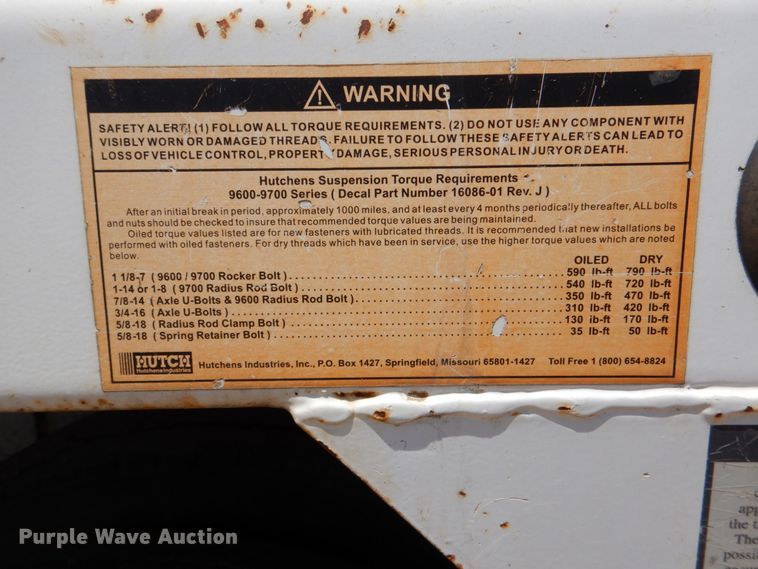 WARNING
SAFETY ALERT! (1) FOLLOW ALL TORQUE REQUIREMENTS. (2) DO NOT USE ANY COMPONENT WITH
VISIBLY WORN OR DAMAGED THREADS. FAILURE TO FOLLOW THESE SAFETY ALERTS CAN LEAD TO
LOSS OF VEHICLE CONTROL, PROPERTY DAMAGE, SERIOUS PERSONAL INJURY OR DEATH.
Hutchens Suspension Torque Requirements
9600-9700 Series ( Decal Part Number 16086-01 Rev. J )
After an initial break in period, approximately 1000 miles, and at least every 4 months periodically thereafter, ALL bolts
and nuts should be checked to insure that recommended torque values are being maintained.
Oiled torque values listed are for new fasteners with lubricated threads. It is recommended that new installations be
performed with oiled fasteners. For dry threads which have been in service, use the higher torque values which are noted
below.
OILED DRY
1 1/8-7 ( 9600 / 9700 Rocker Bolt ) 590 lb-ft 790 lb-ft
1-14 or 1-8 ( 9700 Radius Rod Bolt ) 540 lb-ft 720 lb-ft
7/8-14 ( Axle U-Bolts & 9600 Radius Rod Bolt ) 350 lb-ft 470 lb-ft
3/4-16 ( Axle U-Bolts ) 310 lb-ft 420 lb-ft
5/8-18 ( Radius Rod Clamp Bolt ) 130 lb-ft 170 lb-ft
5/8-18 ( Spring Retainer Bolt ) 35 lb-ft 50 lb-ft
HUTCH
Hutchens Industries
Hutchens Industries, Inc., P.O. Box 1427, Springfield, Missouri 65801-1427 Toll Free 1 (800) 654-8824
the t
The
possi
Purple Wave Auction